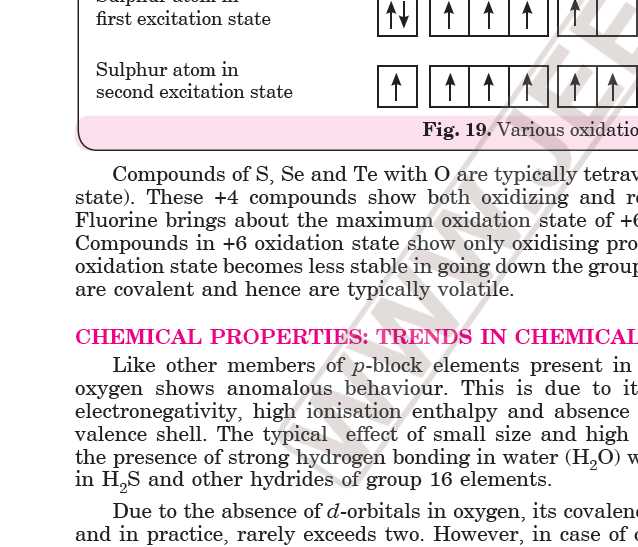 Sulphur atom in
first excitation state
Sulphur atom in
second excitation state
Fig. 19. Various oxidatio
Compounds of S, Se and Te with O are typically tetrav
state). These +4 compounds show both oxidizing and re
Fluorine brings about the maximum oxidation state of +6
Compounds in +6 oxidation state show only oxidising pro
oxidation state becomes less stable in going down the group
are covalent and hence are typically volatile.
CHEMICAL PROPERTIES: TRENDS IN CHEMICAL
Like other members of p-block elements present in
oxygen shows anomalous behaviour. This is due to it
electronegativity, high ionisation enthalpy and absence
valence shell. The typical effect of small size and high
the presence of strong hydrogen bonding in water (H₂O) w
in H₂S and other hydrides of group 16 elements.
Due to the absence of d-orbitals in oxygen, its covalenc
and in practice, rarely exceeds two. However, in case of
WWW.JEE